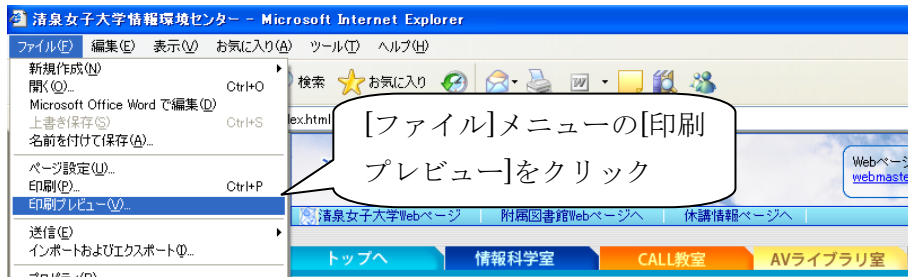 清泉女子大学情報環境センター - Microsoft Internet Explorer
ファイル(F) 編集(E) 表示(V) お気に入り(A) ツール(T) ヘルプ(H)
新規作成(N)
開く(O)... Ctrl+O
Microsoft Office Word で編集(D)
上書き保存(S) Ctrl+S
名前を付けて保存(A)...
ページ設定(U)...
印刷(P)... Ctrl+P
印刷プレビュー(V)...
送信(E)
インポートおよびエクスポート(I)...
プロパティ(R)
検索 お気に入り
ex.html
[ファイル]メニューの[印刷
プレビュー]をクリック
Webページ
webmaste
清泉女子大学Webページ 附属図書館Webページへ 休講情報ページへ
トップへ 情報科学室 CALL教室 AVライブラリ室